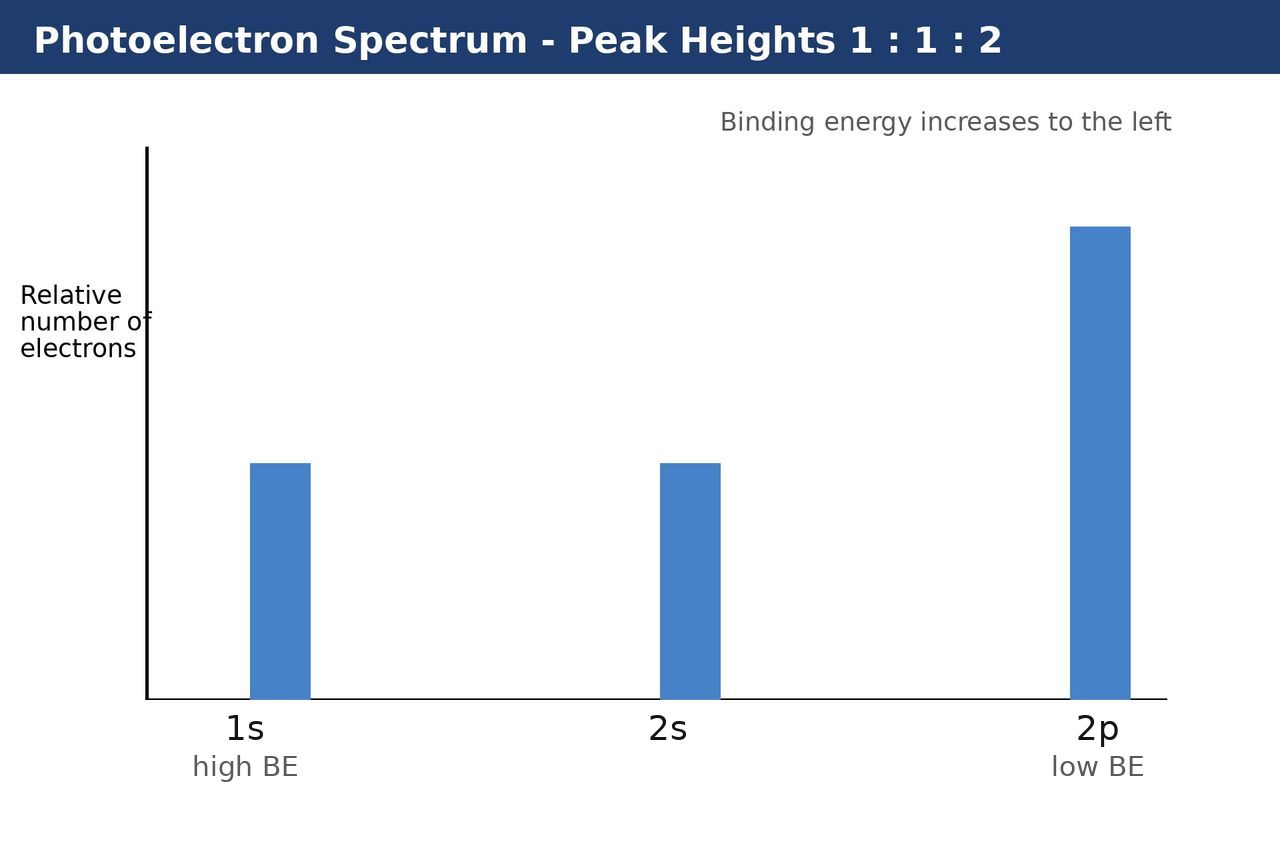 Photoelectron Spectrum - Peak Heights 1 : 1 : 2
Binding energy increases to the left
Relative
number of
electrons
1s
2s
2p
high BE
low BE